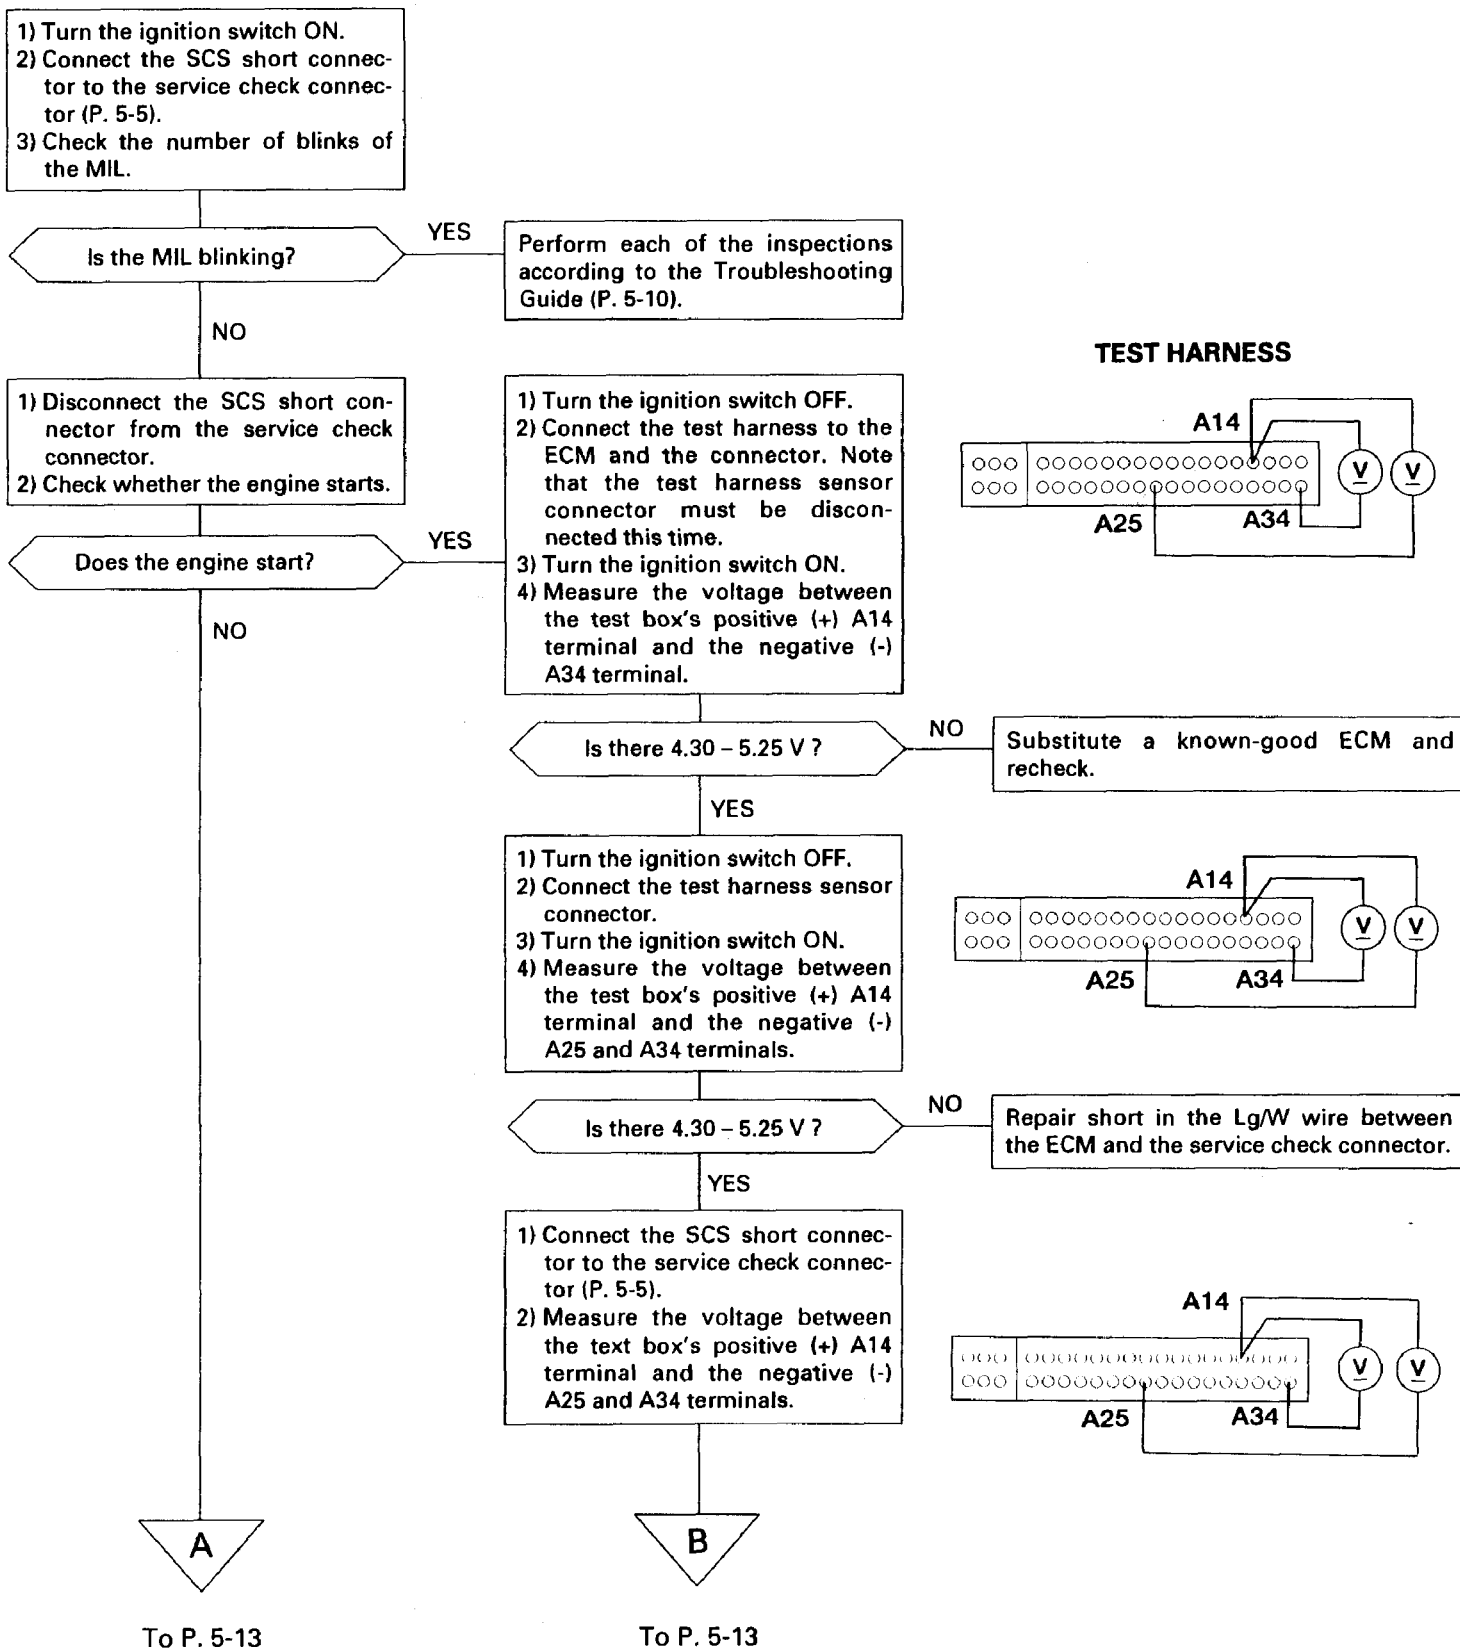 1) Turn the ignition switch ON.
2) Connect the SCS short connec-
tor to the service check connec-
tor (P. 5-5).
3) Check the number of blinks of
the MIL.
Is the MIL blinking?
YES
Perform each of the inspections
according to the Troubleshooting
Guide (P. 5-10).
NO
1) Disconnect the SCS short con-
nector from the service check
connector.
2) Check whether the engine starts.
Does the engine start?
YES
NO
1) Turn the ignition switch OFF.
2) Connect the test harness to the
ECM and the connector. Note
that the test harness sensor
connector must be discon-
nected this time.
3) Turn the ignition switch ON.
4) Measure the voltage between
the test box's positive (+) A14
terminal and the negative (-)
A34 terminal.
TEST HARNESS
A14
V
V
A25
A34
Is there 4.30 – 5.25 V ?
NO
Substitute a known-good ECM and
recheck.
YES
1) Turn the ignition switch OFF.
2) Connect the test harness sensor
connector.
3) Turn the ignition switch ON.
4) Measure the voltage between
the test box's positive (+) A14
terminal and the negative (-)
A25 and A34 terminals.
A14
V
V
A25
A34
Is there 4.30 – 5.25 V ?
NO
Repair short in the Lg/W wire between
the ECM and the service check connector.
YES
1) Connect the SCS short connec-
tor to the service check connec-
tor (P. 5-5).
2) Measure the voltage between
the text box's positive (+) A14
terminal and the negative (-)
A25 and A34 terminals.
A14
V
V
A25
A34
A
B
To P. 5-13
To P. 5-13